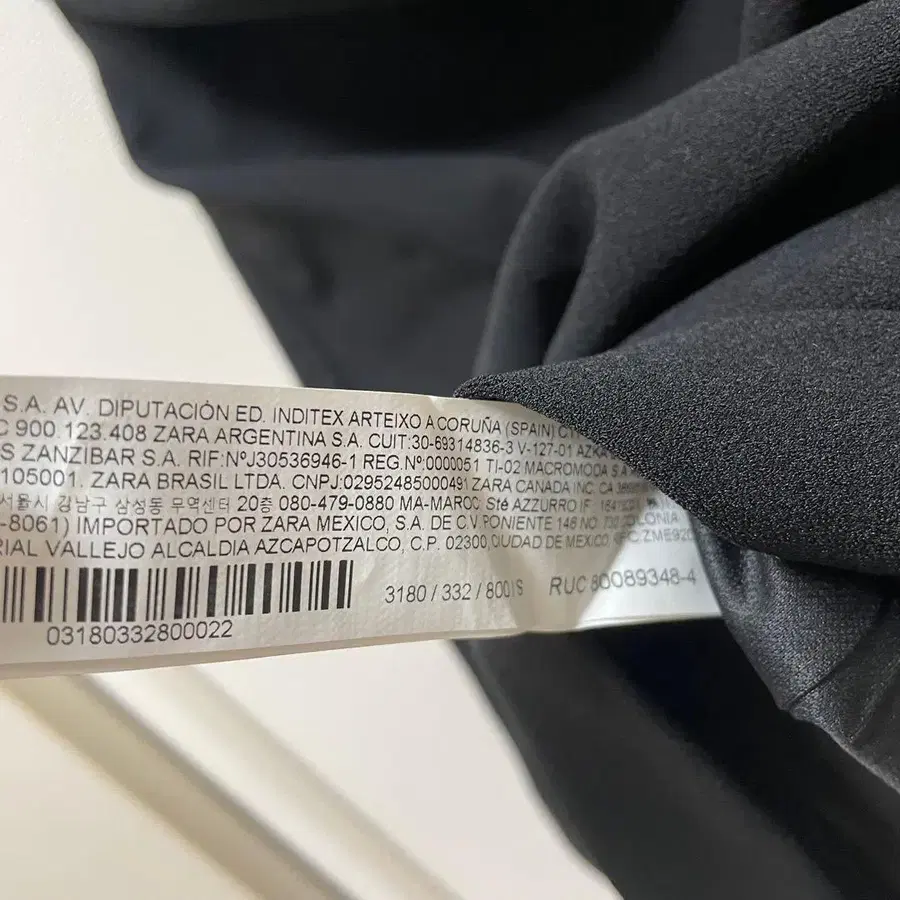 S.A. AV. DIPUTACIÓN ED. INDITEX ARTEIXO A CORUÑA (SPAIN)
C 900.123.408 ZARA ARGENTINA S.A. CUIT:30-69314836-3 V-127-01
S ZANZIBAR S.A. RIF:NºJ30536946-1 REG.Nº:0000051 TI-02 MACROMODA S.A
105001. ZARA BRASIL LTDA. CNPJ:02952485000491 ZARA CANADA INC. CA
서울시 강남구 삼성동 무역센터 20층 080-479-0880 MA-MAROC Sté AZZURRO IF
-8061) IMPORTADO POR ZARA MEXICO, S.A. DE C.V. PONIENTE 146 NO. 730 COLONIA
RIAL VALLEJO ALCALDIA AZCAPOTZALCO, C.P. 02300, CIUDAD DE MEXICO, RFC: ZME920
3180 / 332 / 800 / S RUC 80089348-4
03180332800022